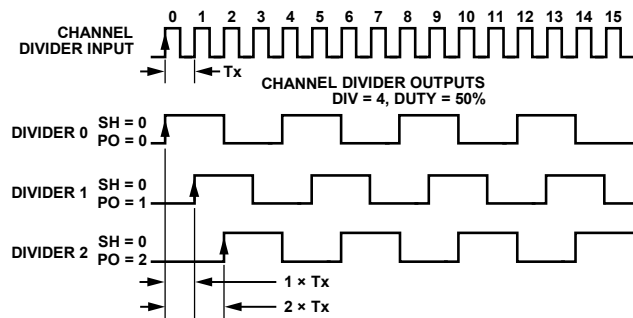 0 1 2 3 4 5 6 7 8 9 10 11 12 13 14 15
CHANNEL
DIVIDER INPUT
Tx
CHANNEL DIVIDER OUTPUTS
DIV = 4, DUTY = 50%
DIVIDER 0 SH = 0
PO = 0
DIVIDER 1 SH = 0
PO = 1
DIVIDER 2 SH = 0
PO = 2
1 × Tx
2 × Tx